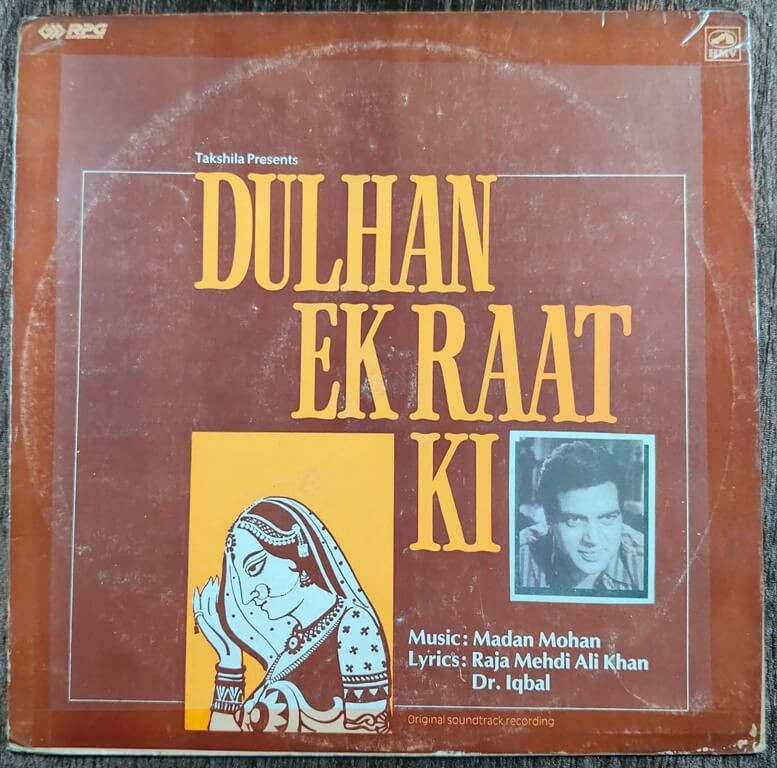 RPG
HMV
Takshila Presents
DULHAN
EK RAAT
KI
Music: Madan Mohan
Lyrics: Raja Mehdi Ali Khan
Dr. Iqbal
Original soundtrack recording